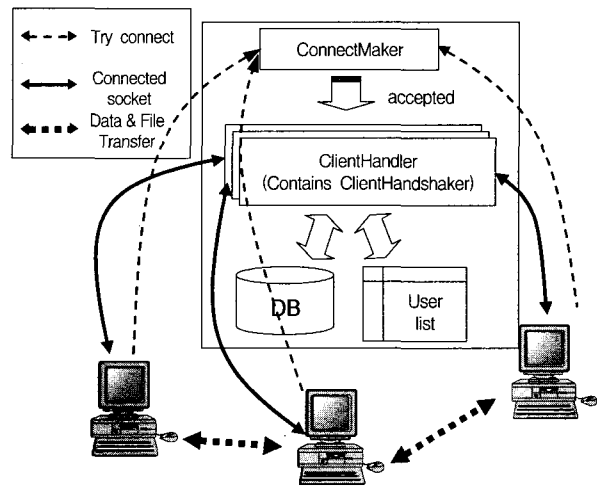 Try connect
Connected
socket
Data & File
Transfer
ConnectMaker
accepted
ClientHandler
(Contains ClientHandshaker)
DB
User
list